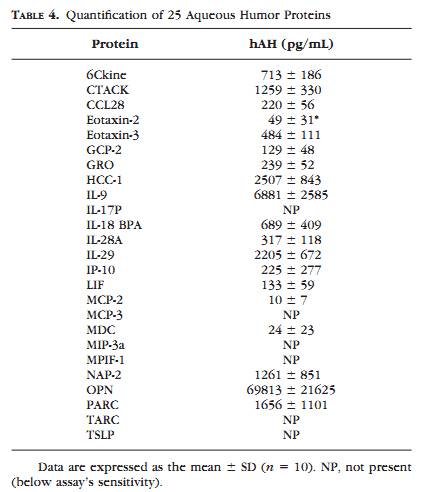 TABLE 4. Quantification of 25 Aqueous Humor Proteins
Protein hAH (pg/mL)
6Ckine 713 ± 186
CTACK 1259 ± 330
CCL28 220 ± 56
Eotaxin-2 49 ± 31*
Eotaxin-3 484 ± 111
GCP-2 129 ± 48
GRO 239 ± 52
HCC-1 2507 ± 843
IL-9 6881 ± 2585
IL-17P NP
IL-18 BPA 689 ± 409
IL-28A 317 ± 118
IL-29 2205 ± 672
IP-10 225 ± 277
LIF 133 ± 59
MCP-2 10 ± 7
MCP-3 NP
MDC 24 ± 23
MIP-3a NP
MPIF-1 NP
NAP-2 1261 ± 851
OPN 69813 ± 21625
PARC 1656 ± 1101
TARC NP
TSLP NP
Data are expressed as the mean ± SD (n = 10). NP, not present
(below assay's sensitivity).